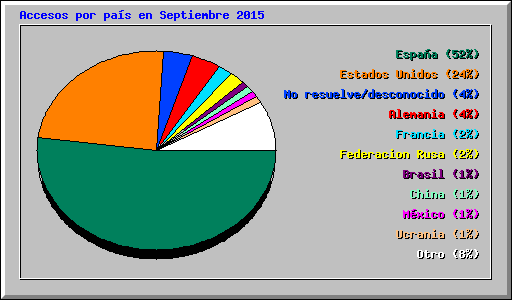 Accesos por país en Septiembre 2015
España (52%)
Estados Unidos (24%)
No resuelve/desconocido (4%)
Alemania (4%)
Francia (2%)
Federacion Rusa (2%)
Brasil (1%)
China (1%)
México (1%)
Ucrania (1%)
Otro (8%)